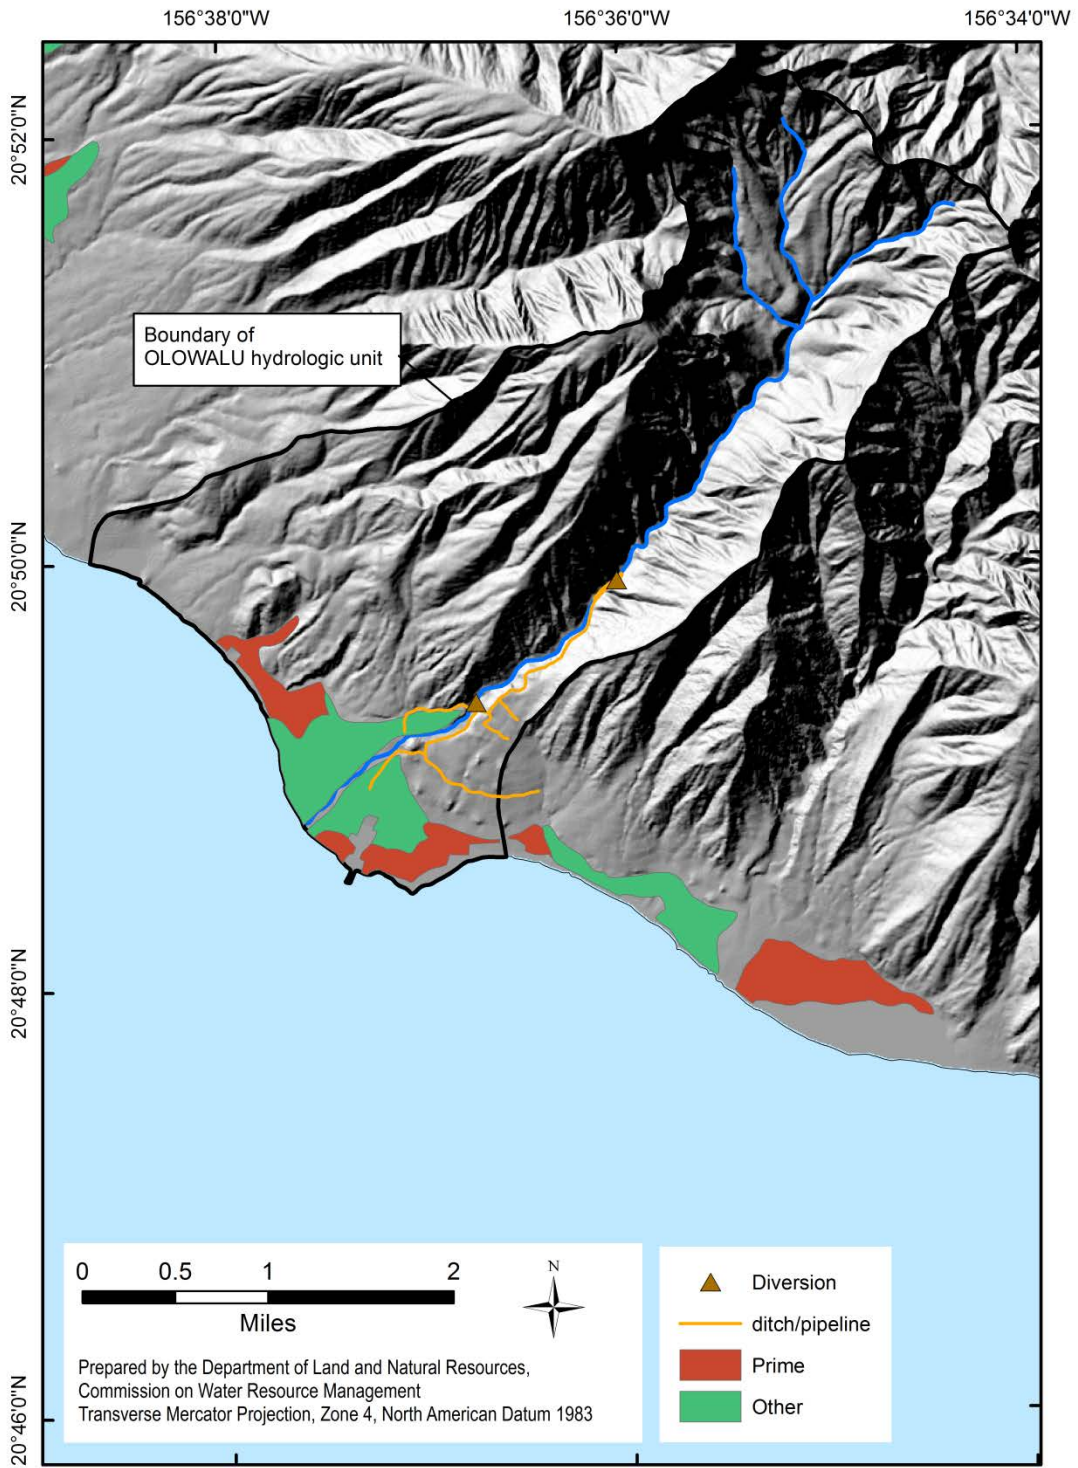 156°38'0"W 156°36'0"W 156°34'0"W
20°52'0"N
Boundary of
OLOWALU hydrologic unit
20°50'0"N
20°48'0"N
20°46'0"N
0 0.5 1 2
Miles
N
Prepared by the Department of Land and Natural Resources,
Commission on Water Resource Management
Transverse Mercator Projection, Zone 4, North American Datum 1983
Diversion
ditch/pipeline
Prime
Other